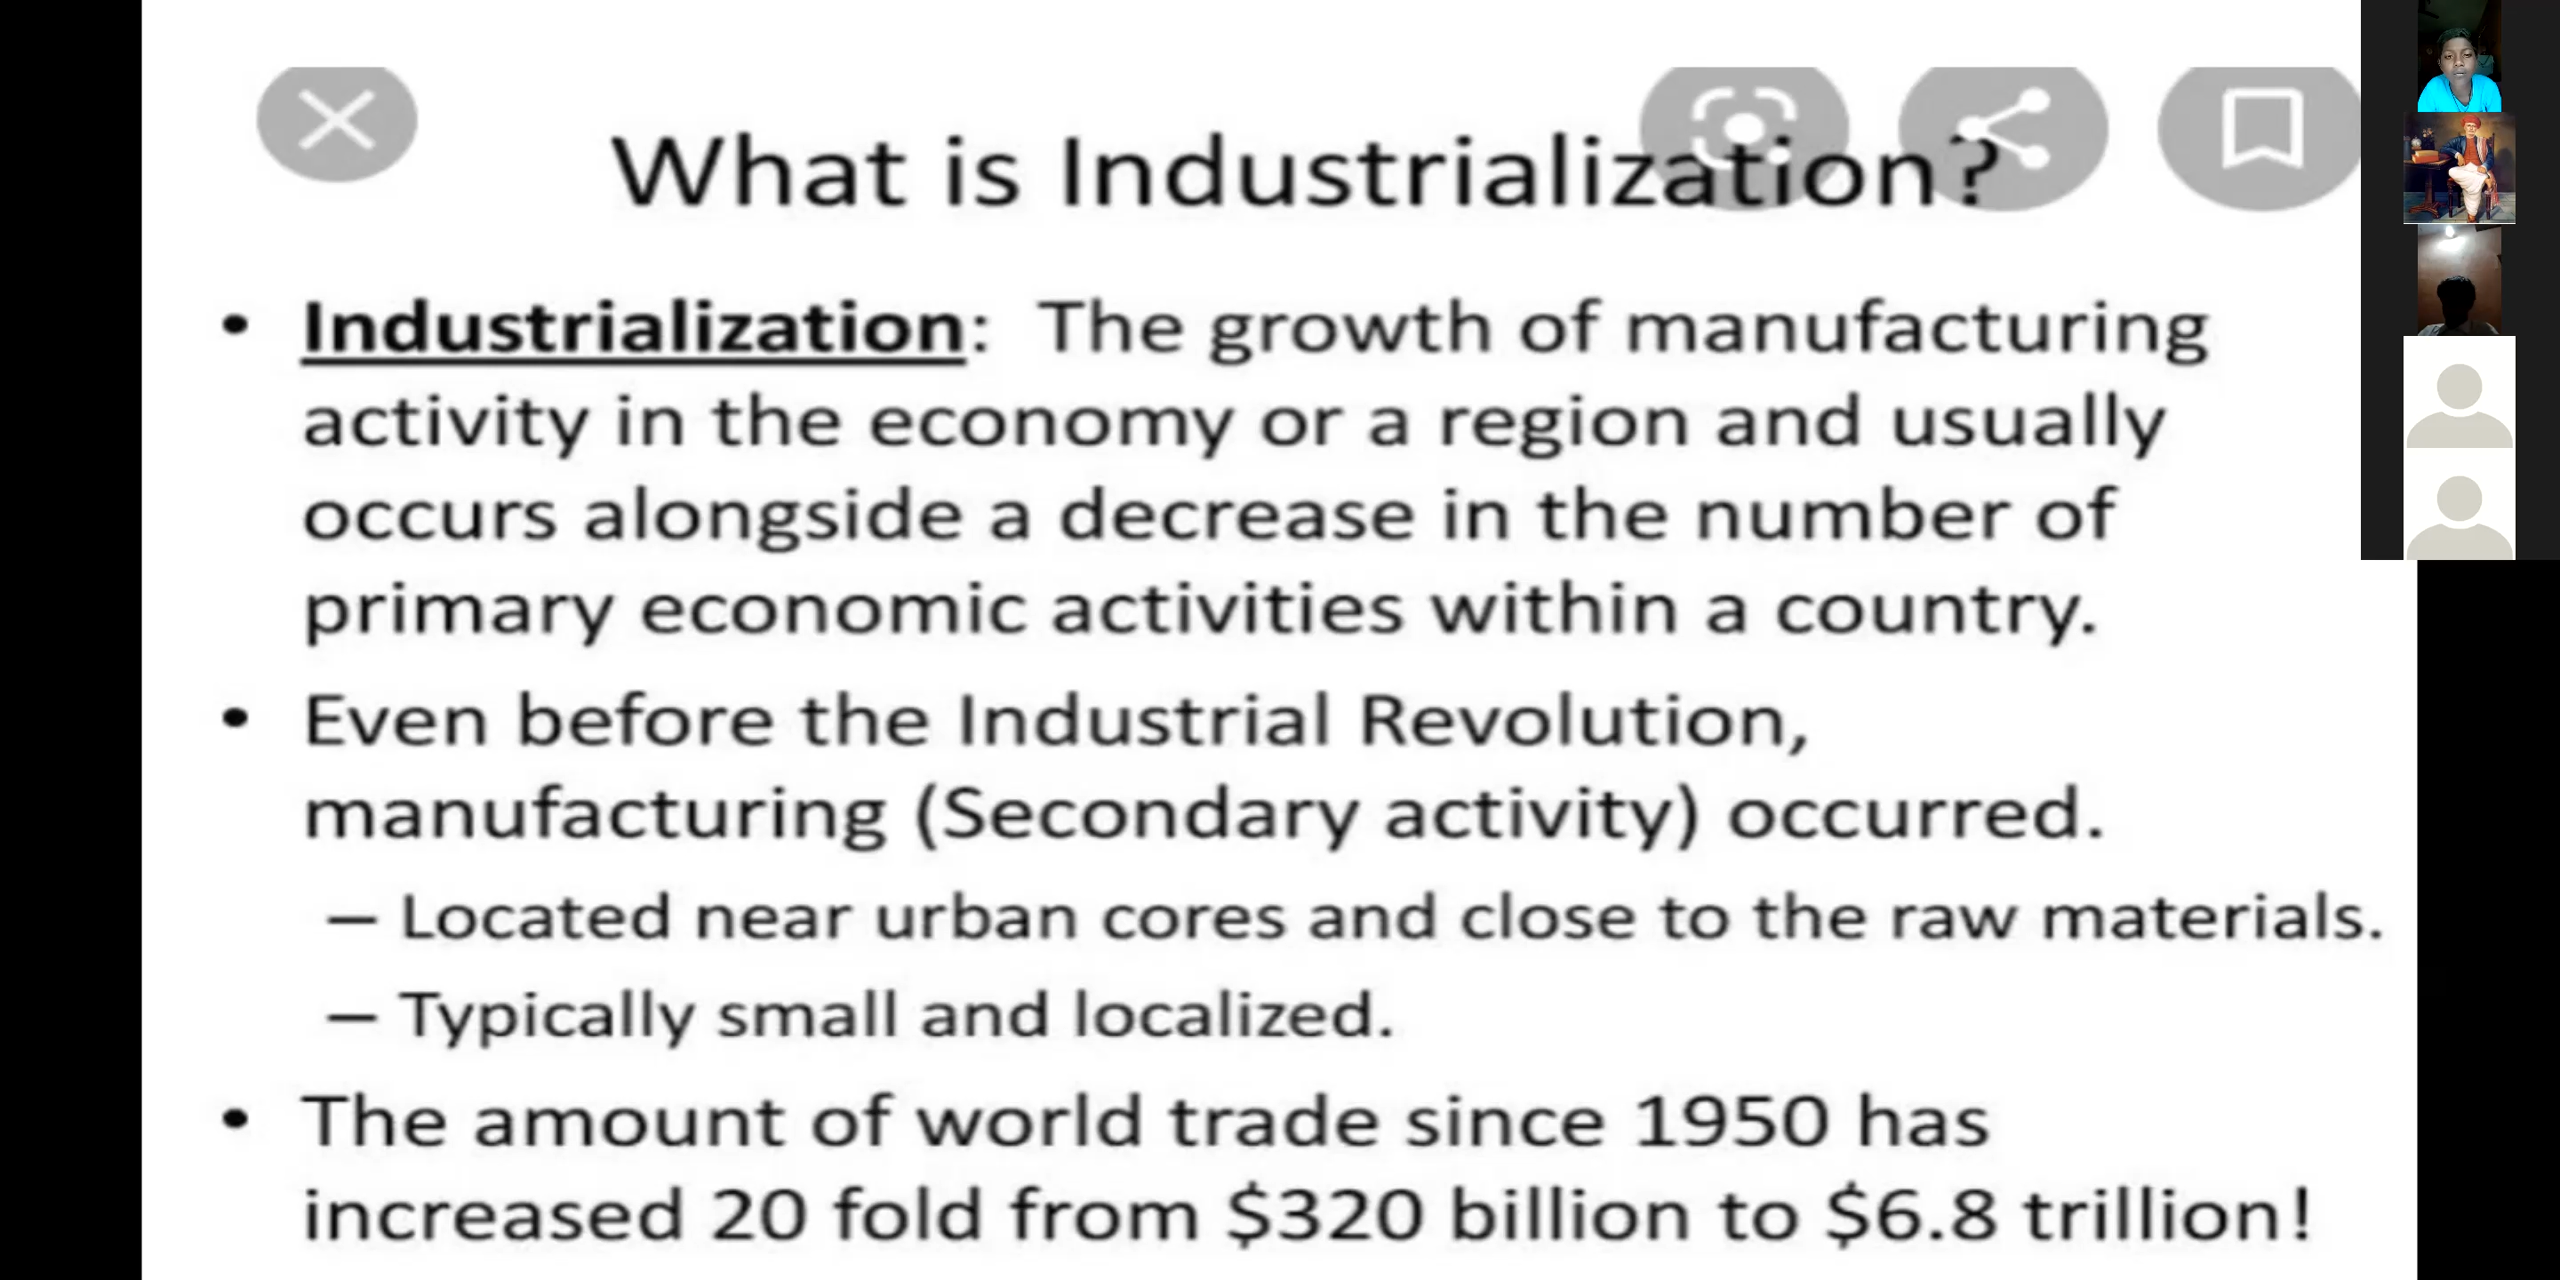 What is Industrialization?
• Industrialization: The growth of manufacturing
activity in the economy or a region and usually
occurs alongside a decrease in the number of
primary economic activities within a country.
• Even before the Industrial Revolution,
manufacturing (Secondary activity) occurred.
– Located near urban cores and close to the raw materials.
– Typically small and localized.
• The amount of world trade since 1950 has
increased 20 fold from $320 billion to $6.8 trillion!